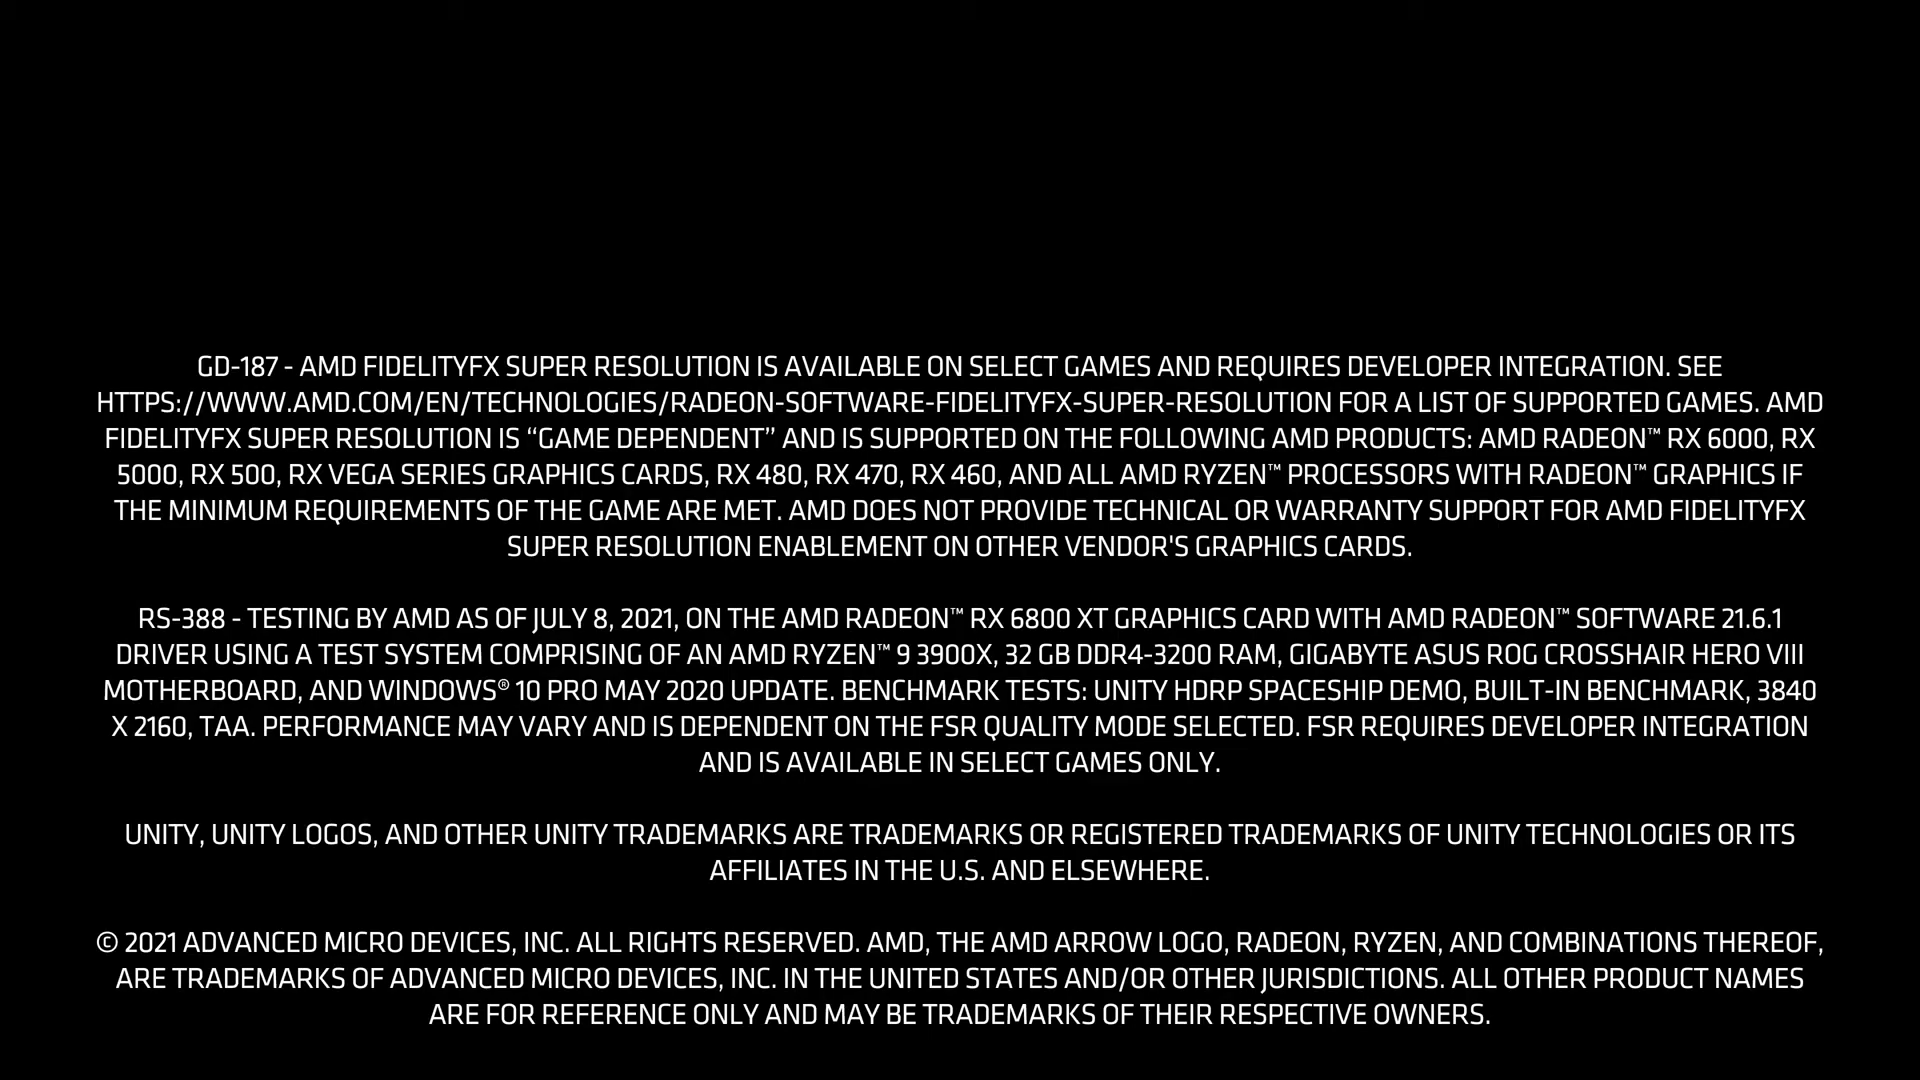 GD-187 - AMD FIDELITYFX SUPER RESOLUTION IS AVAILABLE ON SELECT GAMES AND REQUIRES DEVELOPER INTEGRATION. SEE
HTTPS://WWW.AMD.COM/EN/TECHNOLOGIES/RADEON-SOFTWARE-FIDELITYFX-SUPER-RESOLUTION FOR A LIST OF SUPPORTED GAMES. AMD
FIDELITYFX SUPER RESOLUTION IS “GAME DEPENDENT” AND IS SUPPORTED ON THE FOLLOWING AMD PRODUCTS: AMD RADEON™ RX 6000, RX
5000, RX 500, RX VEGA SERIES GRAPHICS CARDS, RX 480, RX 470, RX 460, AND ALL AMD RYZEN™ PROCESSORS WITH RADEON™ GRAPHICS IF
THE MINIMUM REQUIREMENTS OF THE GAME ARE MET. AMD DOES NOT PROVIDE TECHNICAL OR WARRANTY SUPPORT FOR AMD FIDELITYFX
SUPER RESOLUTION ENABLEMENT ON OTHER VENDOR'S GRAPHICS CARDS.
RS-388 - TESTING BY AMD AS OF JULY 8, 2021, ON THE AMD RADEON™ RX 6800 XT GRAPHICS CARD WITH AMD RADEON™ SOFTWARE 21.6.1
DRIVER USING A TEST SYSTEM COMPRISING OF AN AMD RYZEN™ 9 3900X, 32 GB DDR4-3200 RAM, GIGABYTE ASUS ROG CROSSHAIR HERO VIII
MOTHERBOARD, AND WINDOWS® 10 PRO MAY 2020 UPDATE. BENCHMARK TESTS: UNITY HDRP SPACESHIP DEMO, BUILT-IN BENCHMARK, 3840
X 2160, TAA. PERFORMANCE MAY VARY AND IS DEPENDENT ON THE FSR QUALITY MODE SELECTED. FSR REQUIRES DEVELOPER INTEGRATION
AND IS AVAILABLE IN SELECT GAMES ONLY.
UNITY, UNITY LOGOS, AND OTHER UNITY TRADEMARKS ARE TRADEMARKS OR REGISTERED TRADEMARKS OF UNITY TECHNOLOGIES OR ITS
AFFILIATES IN THE U.S. AND ELSEWHERE.
© 2021 ADVANCED MICRO DEVICES, INC. ALL RIGHTS RESERVED. AMD, THE AMD ARROW LOGO, RADEON, RYZEN, AND COMBINATIONS THEREOF,
ARE TRADEMARKS OF ADVANCED MICRO DEVICES, INC. IN THE UNITED STATES AND/OR OTHER JURISDICTIONS. ALL OTHER PRODUCT NAMES
ARE FOR REFERENCE ONLY AND MAY BE TRADEMARKS OF THEIR RESPECTIVE OWNERS.